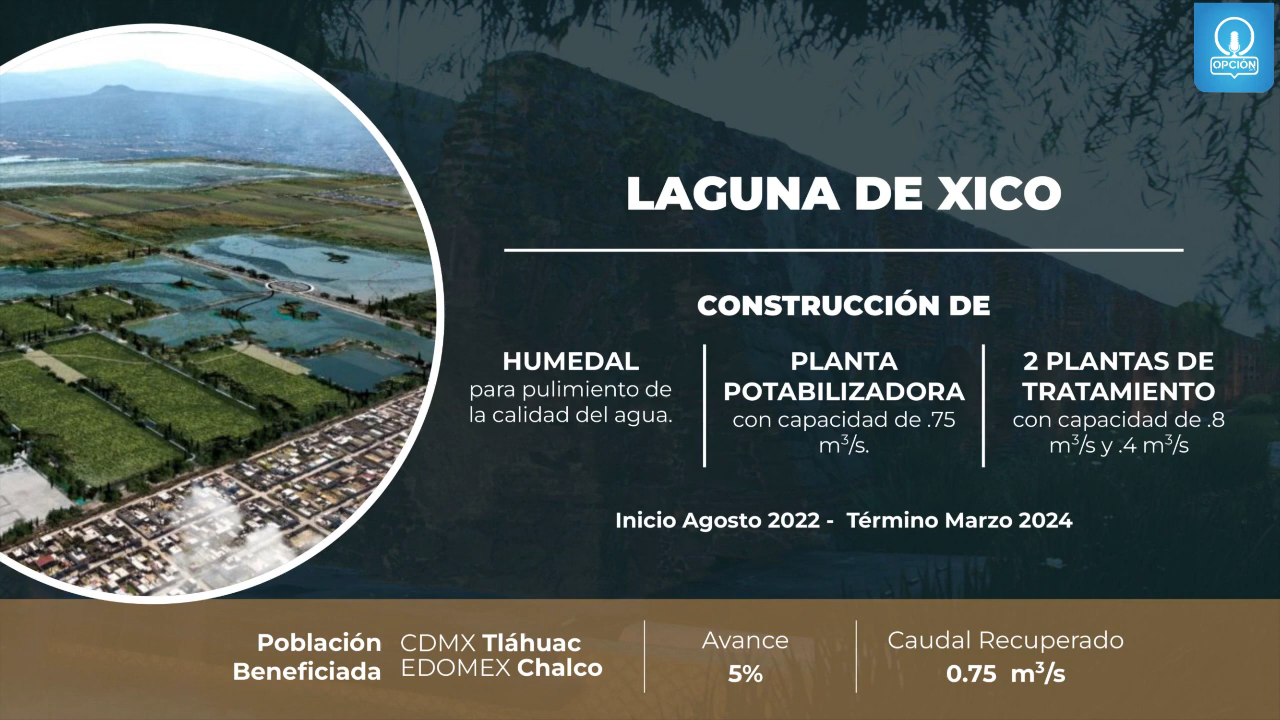 OPCIÓN
LAGUNA DE XICO
CONSTRUCCIÓN DE
HUMEDAL
para pulimiento de
la calidad del agua.
PLANTA
POTABILIZADORA
con capacidad de .75
m³/s.
2 PLANTAS DE
TRATAMIENTO
con capacidad de .8
m³/s y .4 m³/s
Inicio Agosto 2022 - Término Marzo 2024
Población
Beneficiada
CDMX Tláhuac
EDOMEX Chalco
Avance
5%
Caudal Recuperado
0.75 m³/s